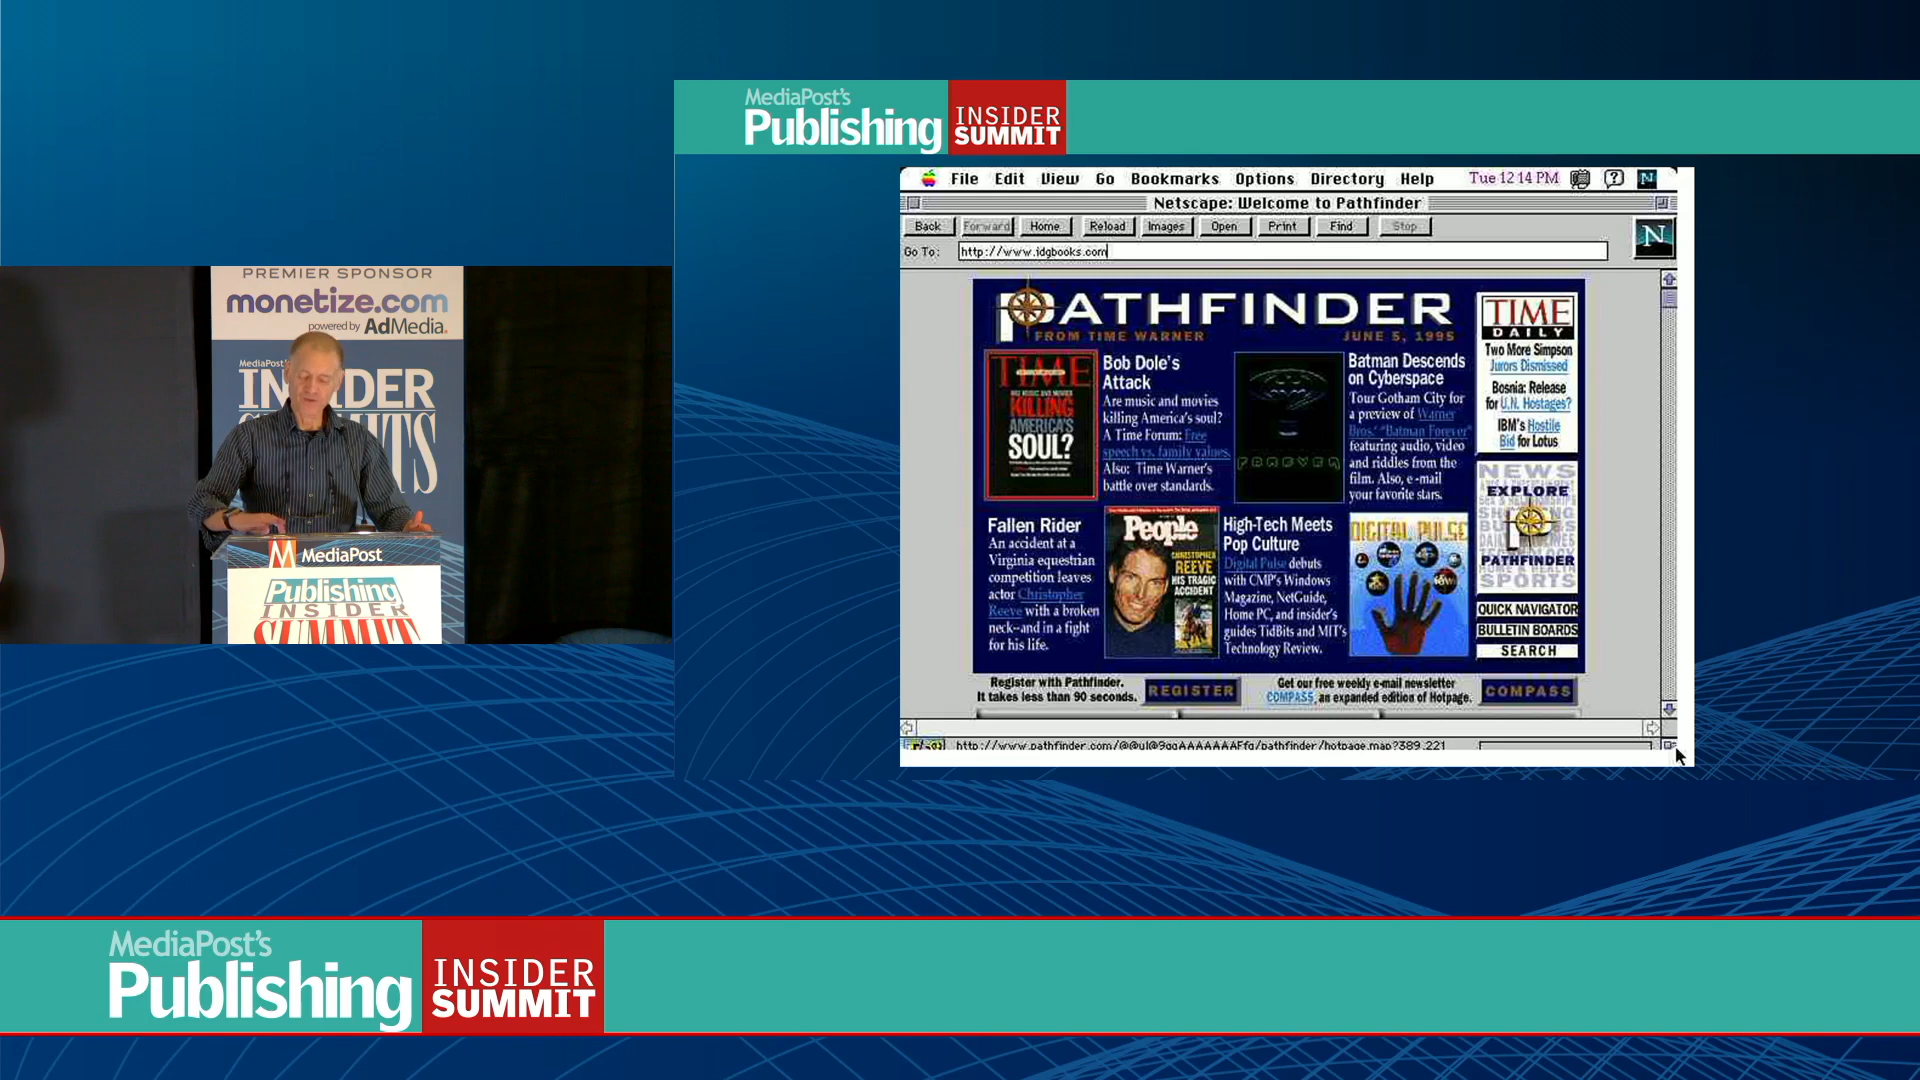 MediaPost's
Publishing
INSIDER
SUMMIT
PREMIER SPONSOR
monetize.com
powered by AdMedia.
MediaPost's
INSIDER
MediaPost
Publishing
INSIDER
SUMMIT
File Edit View Go Bookmarks Options Directory Help Tue 12 14 PM
Netscape: Welcome to Pathfinder
Back Forward Home Reload Images Open Print Find Stop
Go To: http://www.idgbooks.com
N
PATHFINDER
FROM TIME WARNER JUNE 5, 1995
TIME
KILLING
AMERICA'S
SOUL?
Bob Dole's
Attack
Are music and movies
killing America's soul?
A Time Forum: Free
speech vs. family values.
Also: Time Warner's
battle over standards.
FOREVER
Batman Descends
on Cyberspace
Tour Gotham City for
a preview of Warner
Bros.' "Batman Forever"
featuring audio, video
and riddles from the
film. Also, e-mail
your favorite stars.
TIME
DAILY
Two More Simpson
Jurors Dismissed
Bosnia: Release
for U.N. Hostages?
IBM's Hostile
Bid for Lotus
NEWS
EXPLORE
PATHFINDER
SPORTS
QUICK NAVIGATOR
BULLETIN BOARDS
SEARCH
Fallen Rider
An accident at a
Virginia equestrian
competition leaves
actor Christopher
Reeve with a broken
neck--and in a fight
for his life.
People
CHRISTOPHER
REEVE
HIS TRAGIC
ACCIDENT
High-Tech Meets
Pop Culture
Digital Pulse debuts
with CMP's Windows
Magazine, NetGuide,
Home PC, and insider's
guides TidBits and MIT's
Technology Review.
DIGITAL PULSE
Register with Pathfinder.
It takes less than 90 seconds.
REGISTER
Get our free weekly e-mail newsletter
COMPASS, an expanded edition of Hotpage.
COMPASS
MediaPost's
Publishing
INSIDER
SUMMIT